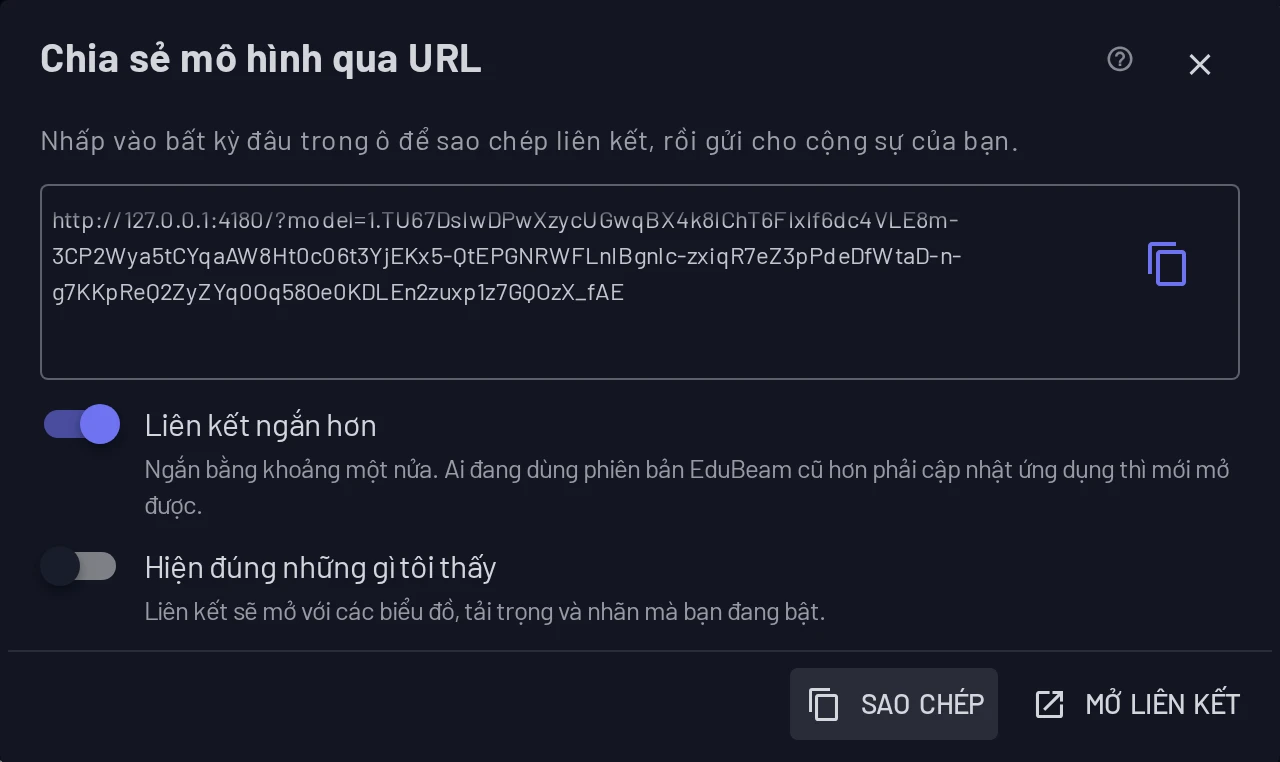 Chia sẻ mô hình qua URL
Nhấp vào bất kỳ đâu trong ô để sao chép liên kết, rồi gửi cho cộng sự của bạn.
http://127.0.0.1:4180/?model=1.TU67DsIwDPwXzycUGwqBX4k8IChT6FIxIf6dc4VLE8m-
3CP2Wya5tCYqaAW8Ht0c06t3YjEKx5-QtEPGNRWFLnIBgnIc-zxiqR7eZ3pPdeDfWtaD-n-
g7KKpReQ2ZyZYq0Oq58Oe0KDLEn2zuxp1z7GQOzX_fAE
Liên kết ngắn hơn
Ngắn bằng khoảng một nửa. Ai đang dùng phiên bản EduBeam cũ hơn phải cập nhật ứng dụng thì mới mở
được.
Hiện đúng những gì tôi thấy
Liên kết sẽ mở với các biểu đồ, tải trọng và nhãn mà bạn đang bật.
SAO CHÉP
MỞ LIÊN KẾT